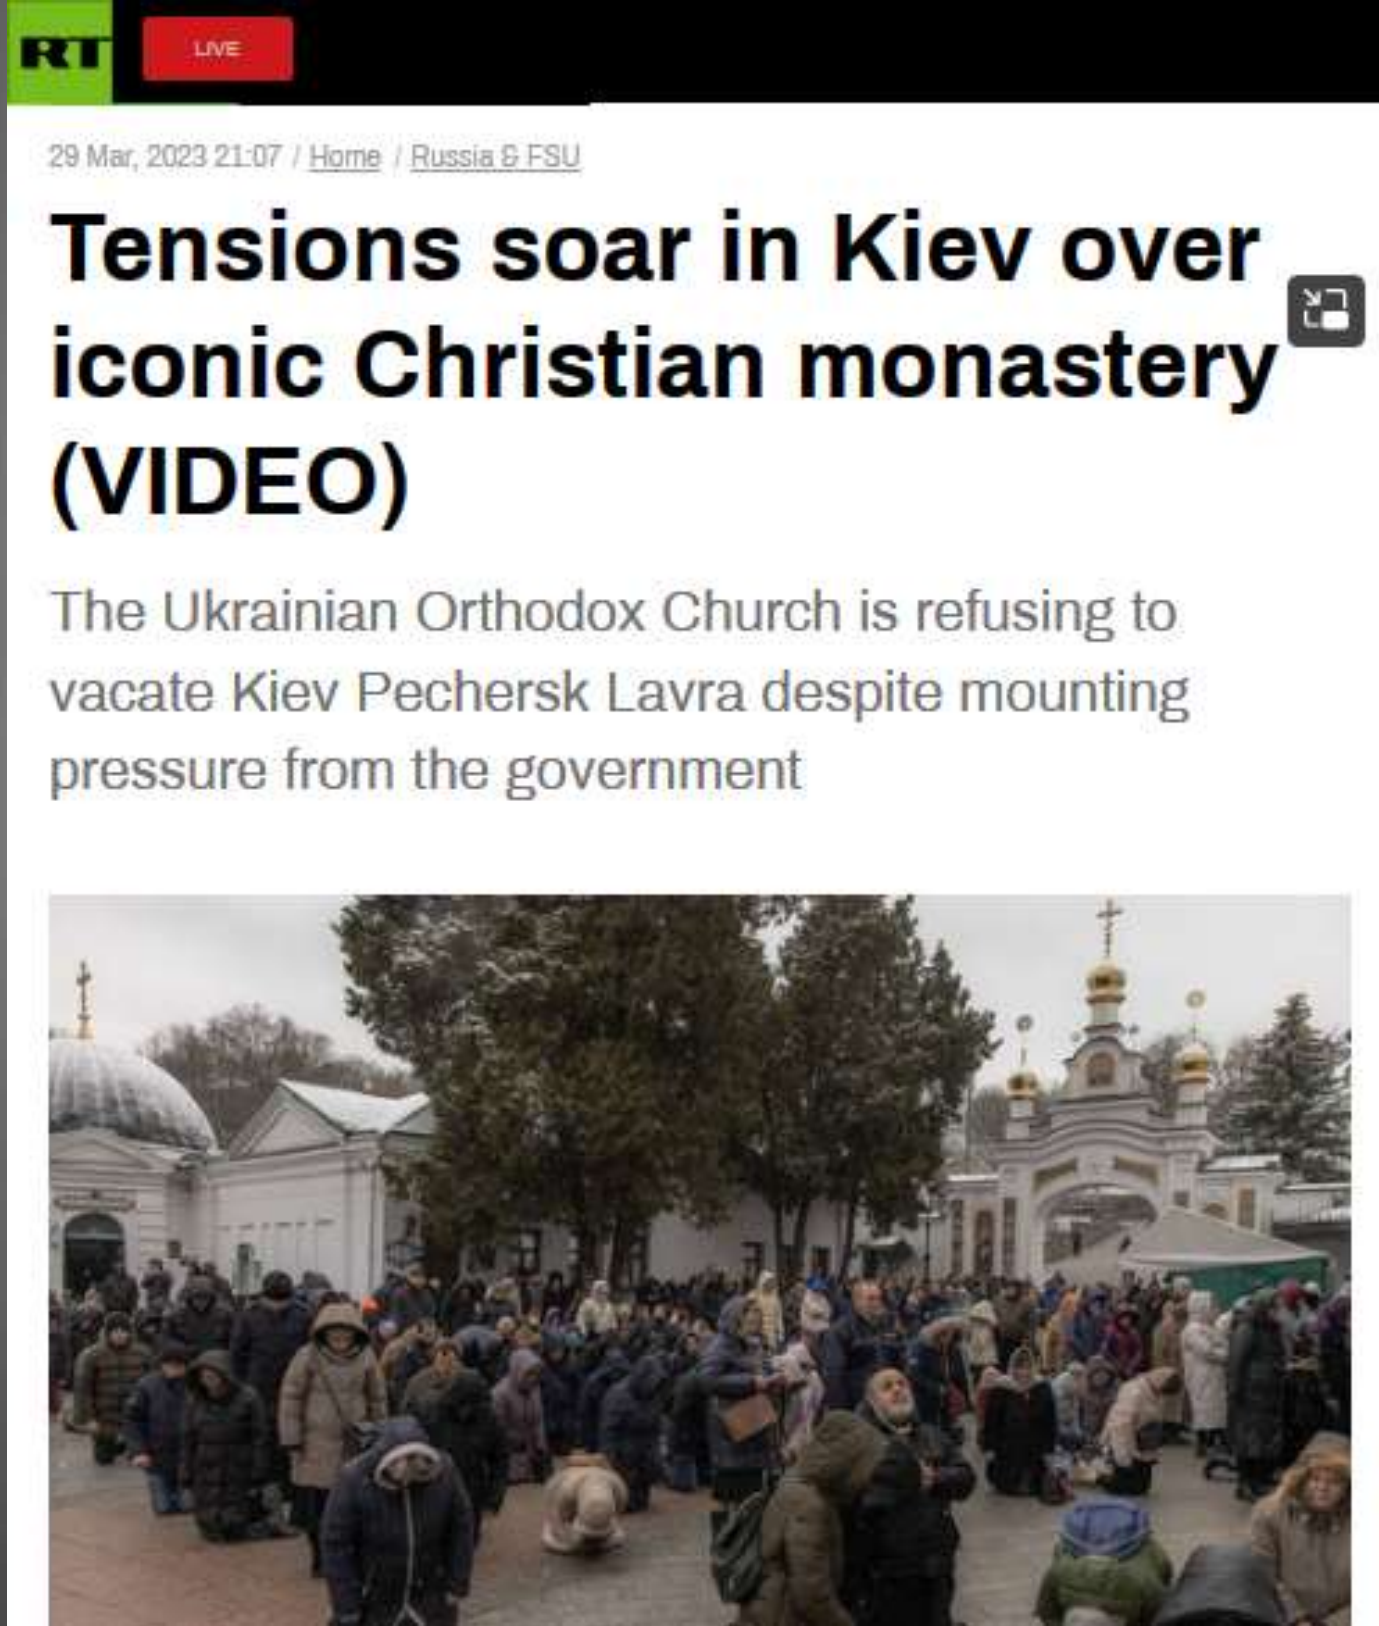 RT
LIVE
29 Mar, 2023 21:07 / Home / Russia & FSU
Tensions soar in Kiev over
iconic Christian monastery
(VIDEO)
The Ukrainian Orthodox Church is refusing to
vacate Kiev Pechersk Lavra despite mounting
pressure from the government